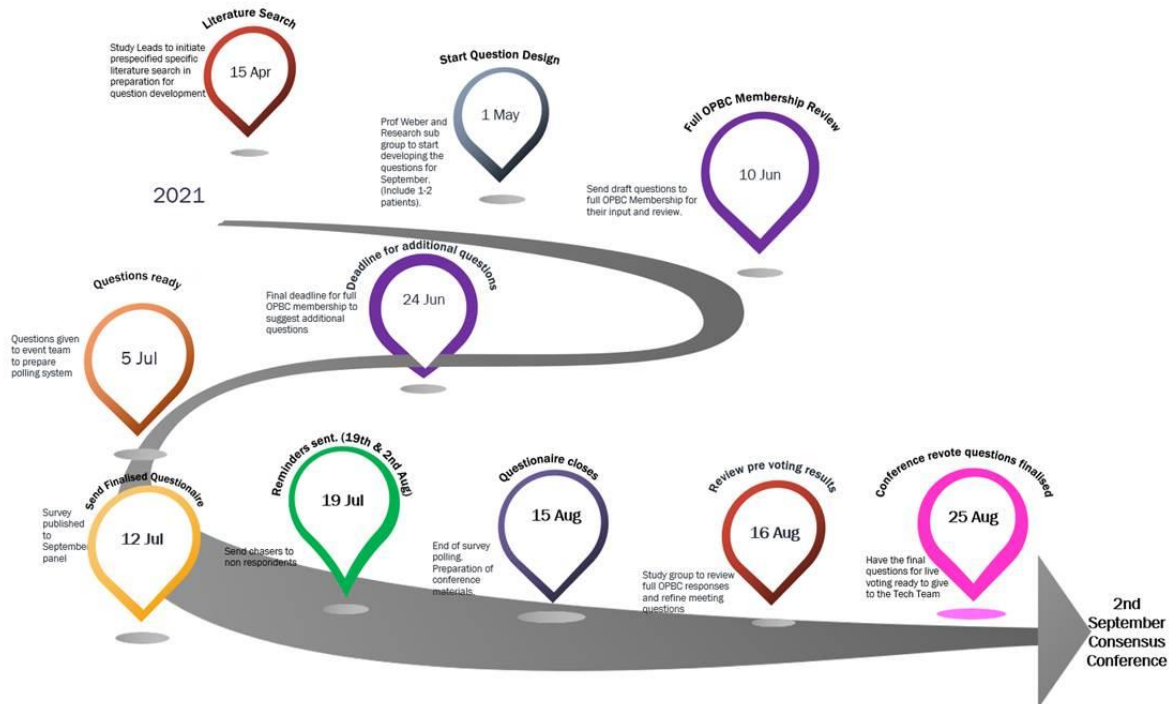 Literature Search
Study Leads to initiate
prespecified specific
literature search in
preparation for
question development
15 Apr
Start Question Design
Prof Weber and
Research sub
group to start
developing the
questions for
September.
(Include 1-2
patients).
1 May
Full OPBC Membership Review
Send draft questions to
full OPBC Membership for
their input and review.
10 Jun
2021
Deadline for additional questions
Final deadline for full
OPBC membership to
suggest additional
questions
24 Jun
Questions ready
Questions given
to event team
to prepare
polling system
5 Jul
Send Finalised Questionaire
Survey
published
to
September
panel
12 Jul
Reminders sent. (19th & 2nd Aug)
Send chasers to
non respondents
19 Jul
Questionaire closes
End of survey
polling.
Preparation of
conference
materials.
15 Aug
Review pre voting results
Study group to review
full OPBC responses
and refine meeting
questions
16 Aug
Conference revote questions finalised
Have the final
questions for live
voting ready to give
to the Tech Team
25 Aug
2nd
September
Consensus
Conference